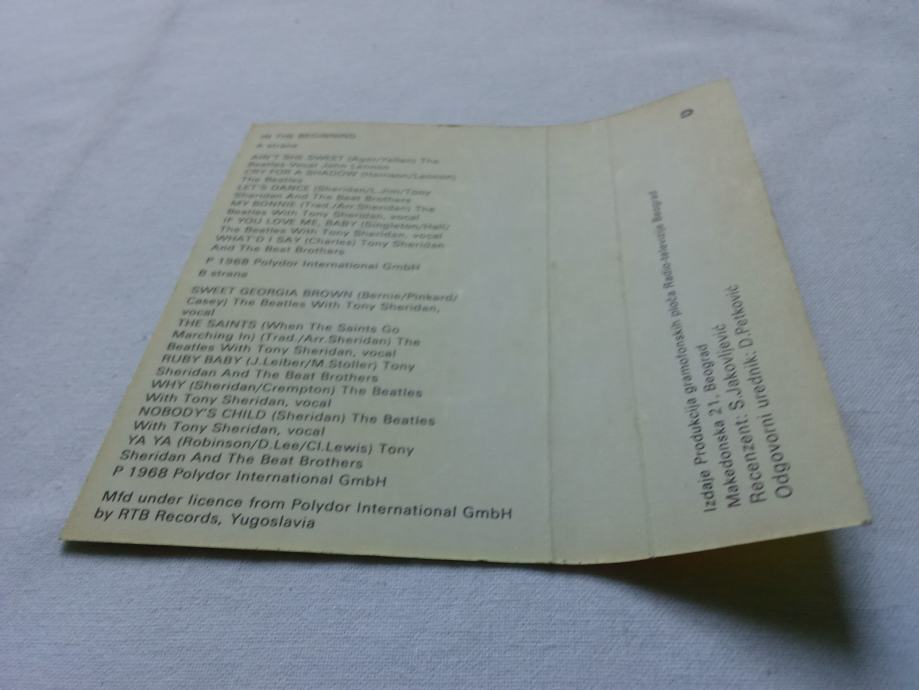 IN THE BEGINNING
A strana
AIN'T SHE SWEET (Ager/Yellen) The
Beatles-Vocal John Lennon
CRY FOR A SHADOW (Harrison/Lennon)
The Beatles
LET'S DANCE (Sheridan/L.Jim/Tony
Sheridan And The Beat Brothers
MY BONNIE (Trad./Arr.Sheridan) The
Beatles With Tony Sheridan, vocal
IF YOU LOVE ME, BABY (Singleton/Hall/
The Beatles With Tony Sheridan, vocal
WHAT'D I SAY (Charles) Tony Sheridan
And The Beat Brothers
P 1968 Polydor International GmbH
B strana
SWEET GEORGIA BROWN (Bernie/Pinkard/
Casey) The Beatles With Tony Sheridan,
vocal
THE SAINTS (When The Saints Go
Marching In) (Trad./Arr.Sheridan) The
Beatles With Tony Sheridan, vocal
RUBY BABY (J.Leiber/M.Stoller) Tony
Sheridan And The Beat Brothers
WHY (Sheridan/Crempton) The Beatles
With Tony Sheridan, vocal
NOBODY'S CHILD (Sheridan) The Beatles
With Tony Sheridan, vocal
YA YA (Robinson/D.Lee/Cl.Lewis) Tony
Sheridan And The Beat Brothers
P 1968 Polydor International GmbH
Mfd under licence from Polydor International GmbH
by RTB Records, Yugoslavia
Izdaje Produkcija gramofonskih ploča Radio-televizije Beograd
Makedonska 21, Beograd
Recenzent: S.Jakovljević
Odgovorni urednik: D.Petković